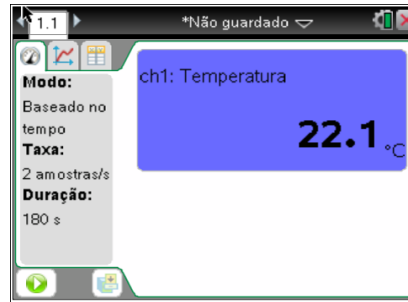 1.1
*Não guardado
Modo:
Baseado no
tempo
Taxa:
2 amostras/s
Duração:
180 s
ch1: Temperatura
22.1 °C